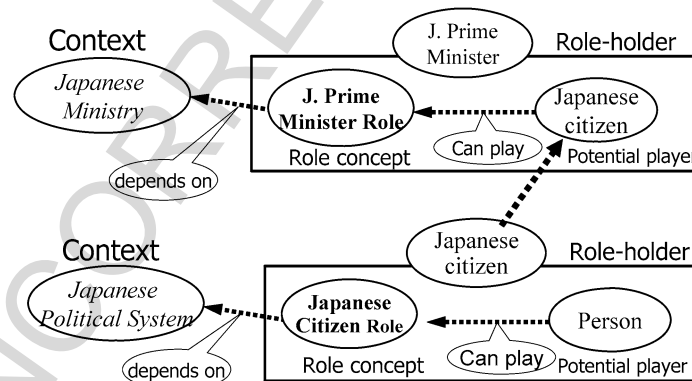 Context
J. Prime
Minister
Role-holder
Japanese
Ministry
J. Prime
Minister Role
Japanese
citizen
Can play
Role concept
Potential player
depends on
Context
Japanese
citizen
Role-holder
Japanese
Political System
Japanese
Citizen Role
Person
Can play
Role concept
Potential player
depends on